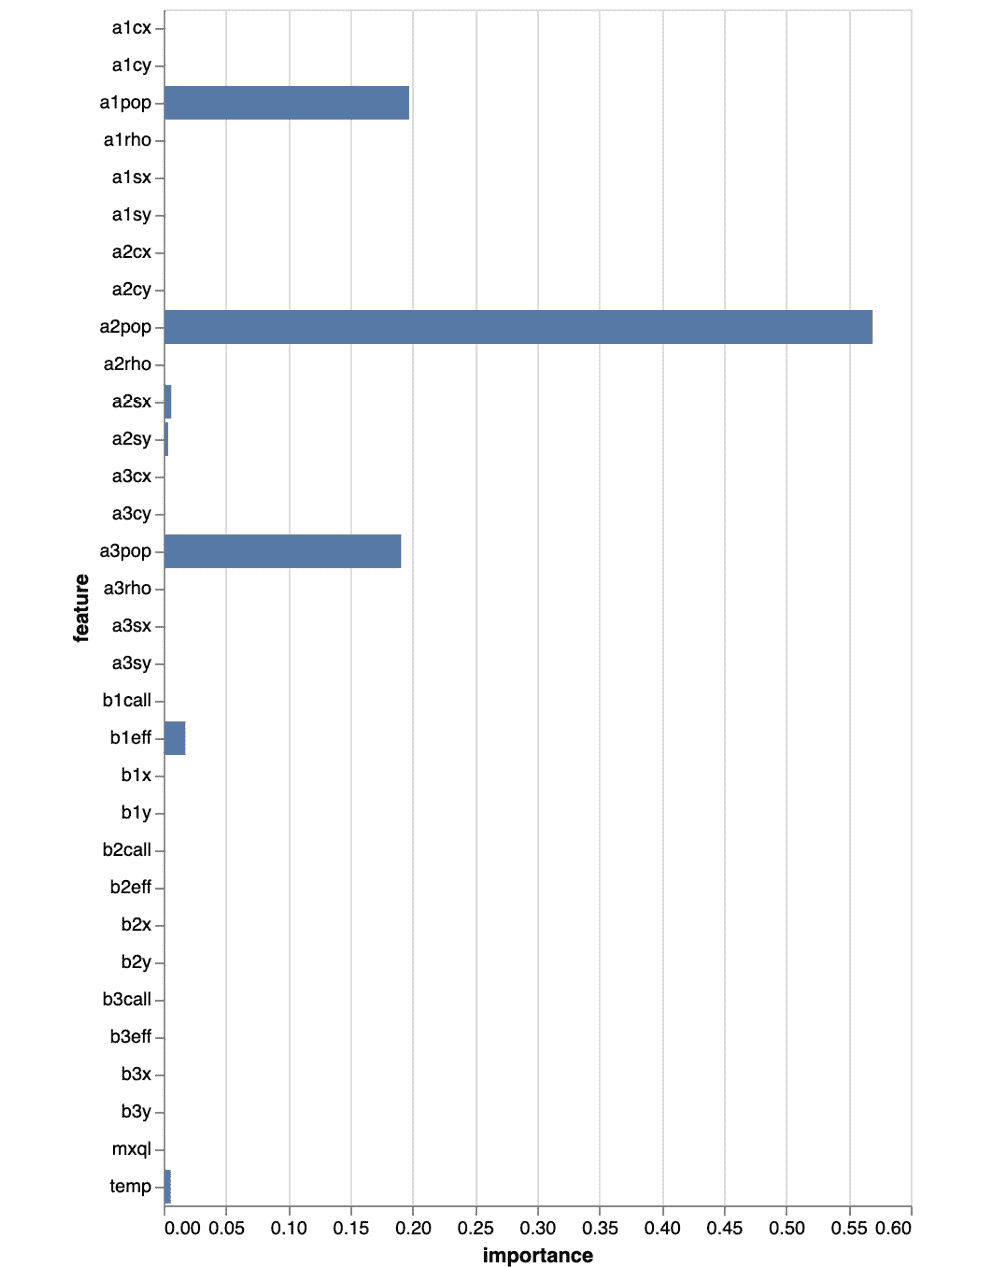 a1cx
a1cy
a1pop
a1rho
a1sx
a1sy
a2cx
a2cy
a2pop
a2rho
a2sx
a2sy
a3cx
a3cy
a3pop
a3rho
a3sx
a3sy
b1call
b1eff
b1x
b1y
b2call
b2eff
b2x
b2y
b3call
b3eff
b3x
b3y
mxql
temp
feature
0.00 0.05 0.10 0.15 0.20 0.25 0.30 0.35 0.40 0.45 0.50 0.55 0.60
importance